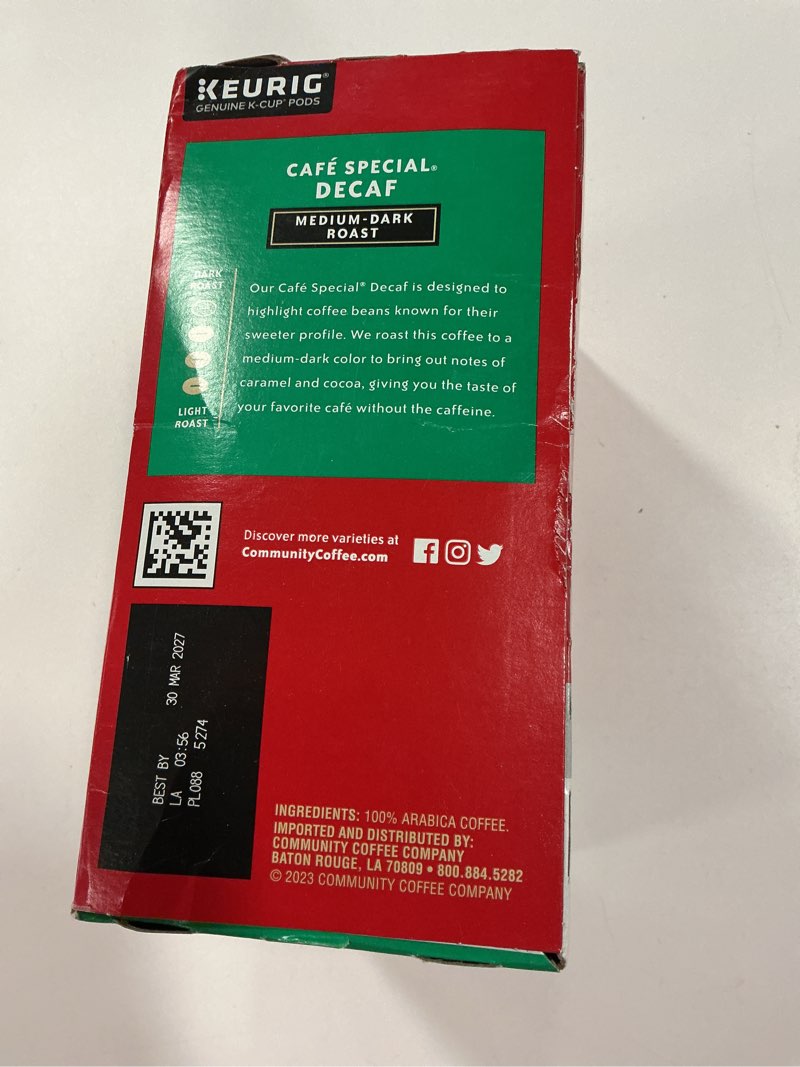 KEURIG®
GENUINE K-CUP® PODS
CAFÉ SPECIAL®
DECAF
MEDIUM-DARK
ROAST
DARK
ROAST
LIGHT
ROAST
Our Café Special® Decaf is designed to
highlight coffee beans known for their
sweeter profile. We roast this coffee to a
medium-dark color to bring out notes of
caramel and cocoa, giving you the taste of
your favorite café without the caffeine.
Discover more varieties at
CommunityCoffee.com
BEST BY 30 MAR 2027
LA 03:56
PL088 5274
INGREDIENTS: 100% ARABICA COFFEE.
IMPORTED AND DISTRIBUTED BY:
COMMUNITY COFFEE COMPANY
BATON ROUGE, LA 70809 • 800.884.5282
© 2023 COMMUNITY COFFEE COMPANY